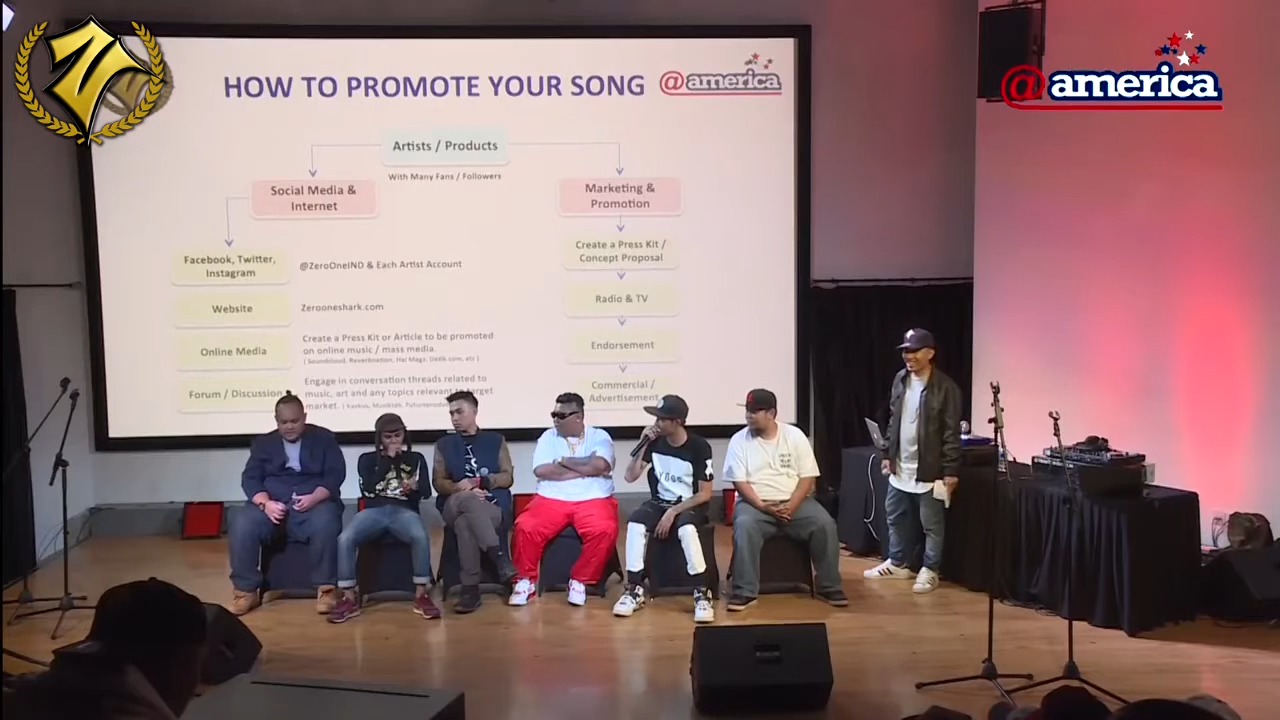 HOW TO PROMOTE YOUR SONG
@america
@america
Artists / Products
With Many Fans / Followers
Social Media &
Internet
Facebook, Twitter,
Instagram
@ZeroOneIND & Each Artist Account
Website
Zerooneshark.com
Online Media
Create a Press Kit or Article to be promoted
on online music / mass media.
Forum / Discussion
Engage in conversation threads related to
music, art and any topics relevant to target
market.
Marketing &
Promotion
Create a Press Kit /
Concept Proposal
Radio & TV
Endorsement
Commercial /
Advertisement